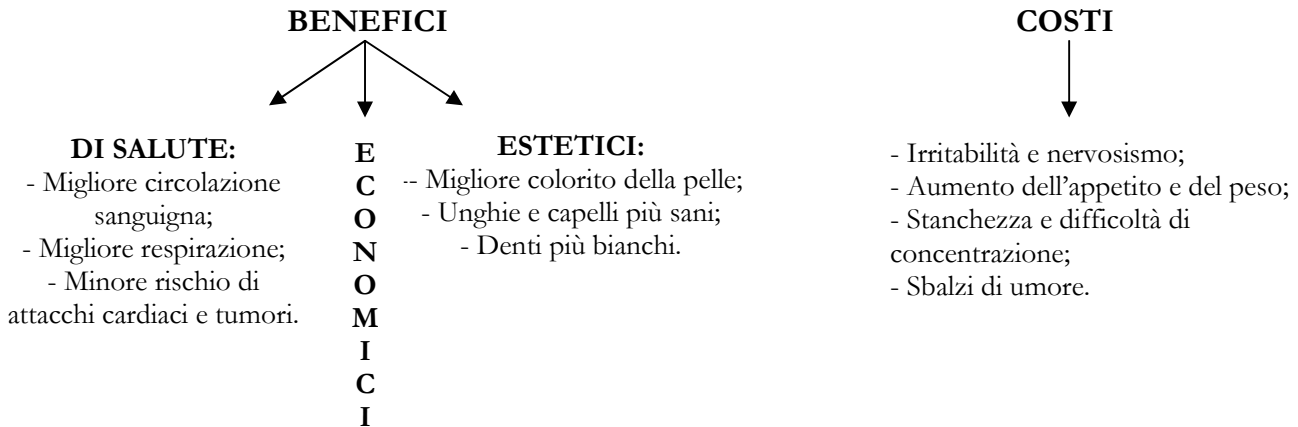 BENEFICI
DI SALUTE:
- Migliore circolazione
sanguigna;
- Migliore respirazione;
- Minore rischio di
attacchi cardiaci e tumori.
E
C
O
N
O
M
I
C
I
ESTETICI:
-- Migliore colorito della pelle;
- Unghie e capelli più sani;
- Denti più bianchi.
COSTI
- Irritabilità e nervosismo;
- Aumento dell’appetito e del peso;
- Stanchezza e difficoltà di
concentrazione;
- Sbalzi di umore.